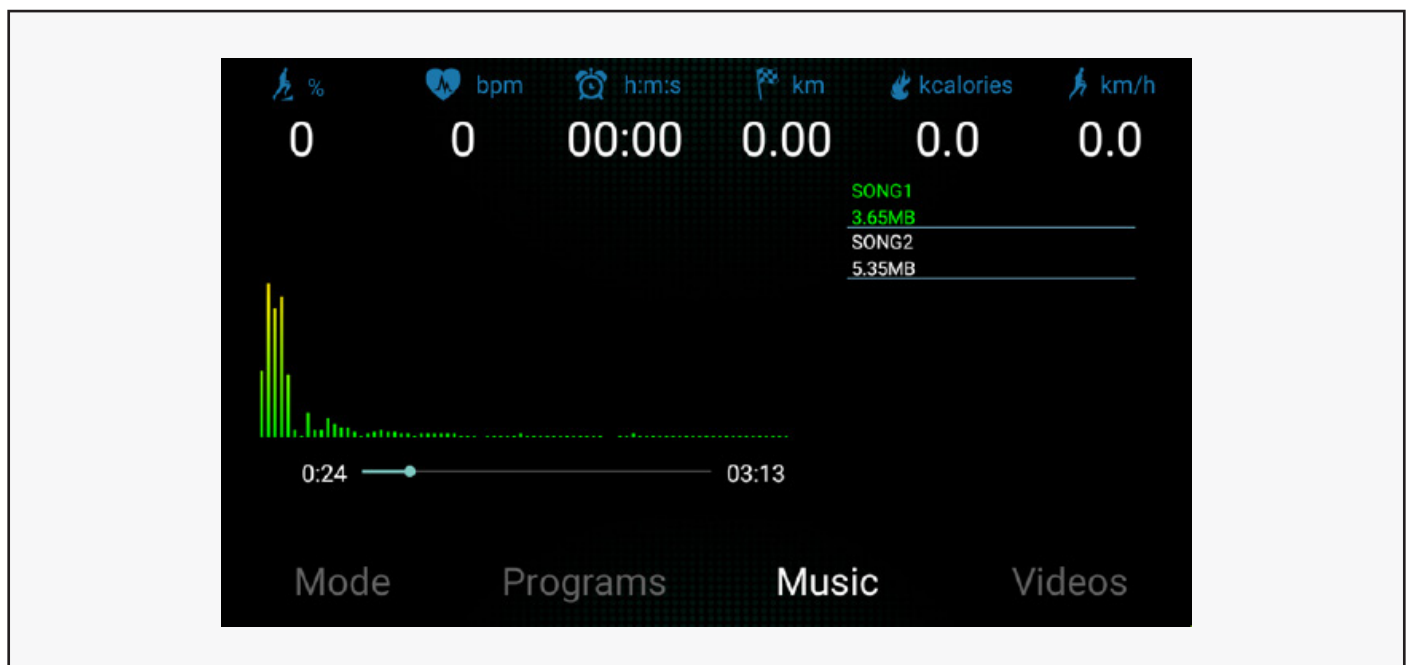 % bpm h:m:s km kcalories km/h
0 0 00:00 0.00 0.0 0.0
SONG1
3.65MB
SONG2
5.35MB
0:24 03:13
Mode Programs Music Videos